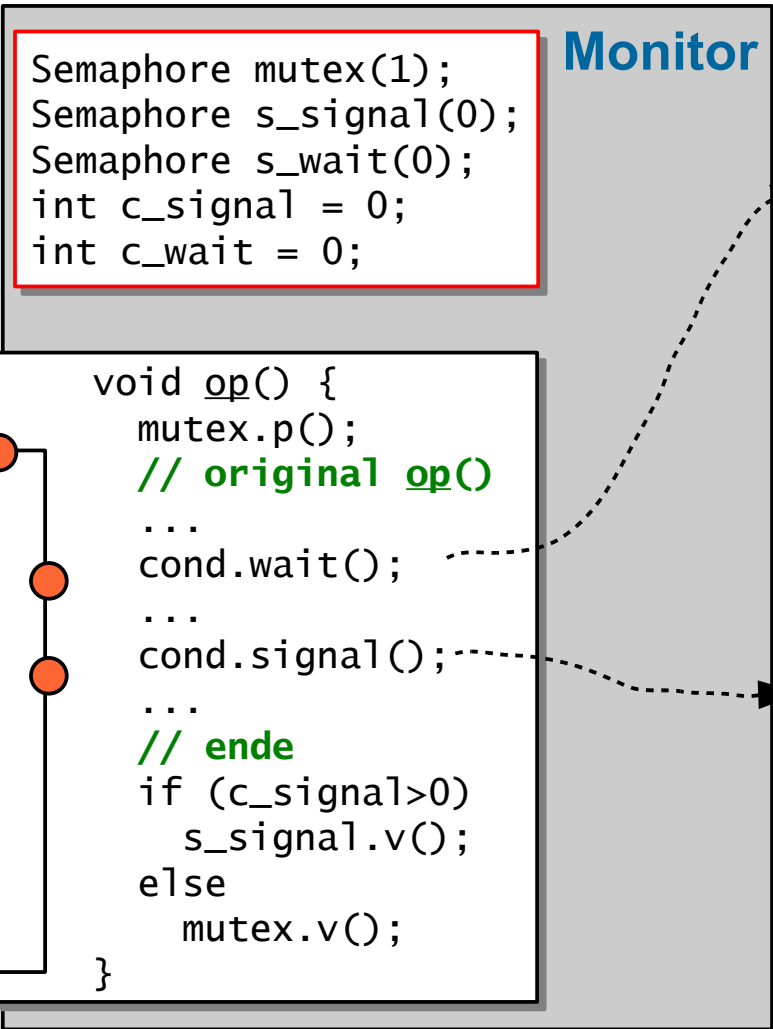 Monitor
Semaphore mutex(1);
Semaphore s_signal(0);
Semaphore s_wait(0);
int c_signal = 0;
int c_wait = 0;
void op() {
mutex.p();
// original op()
...
cond.wait();
...
cond.signal();
...
// ende
if (c_signal>0)
s_signal.v();
else
mutex.v();
}